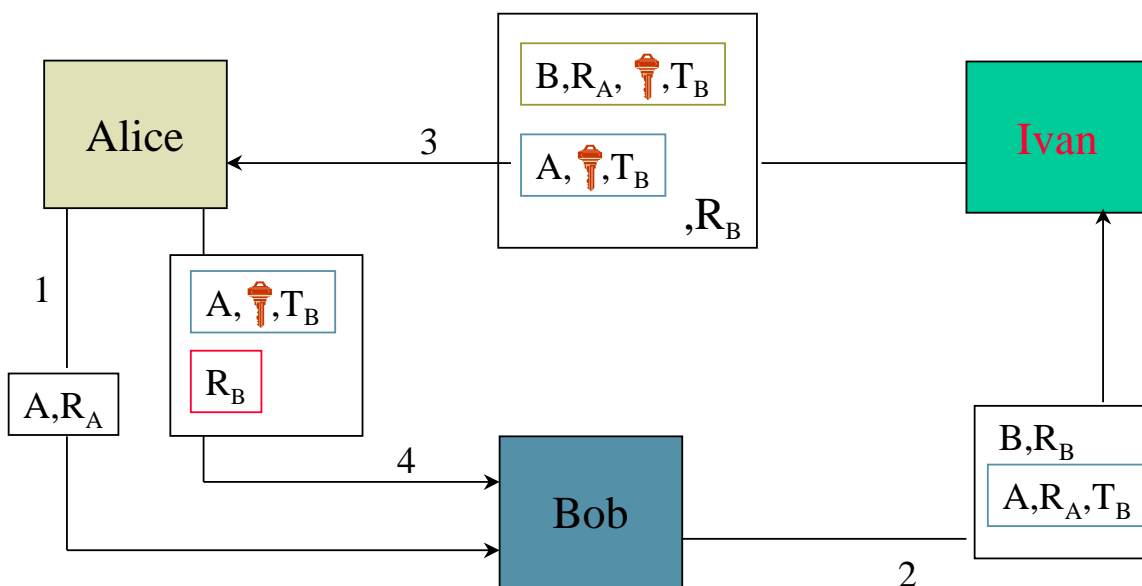 B,R_A, ,T_B
Alice
3
A, ,T_B
Ivan
,R_B
1
A, ,T_B
R_B
A,R_A
4
B,R_B
A,R_A,T_B
Bob
2